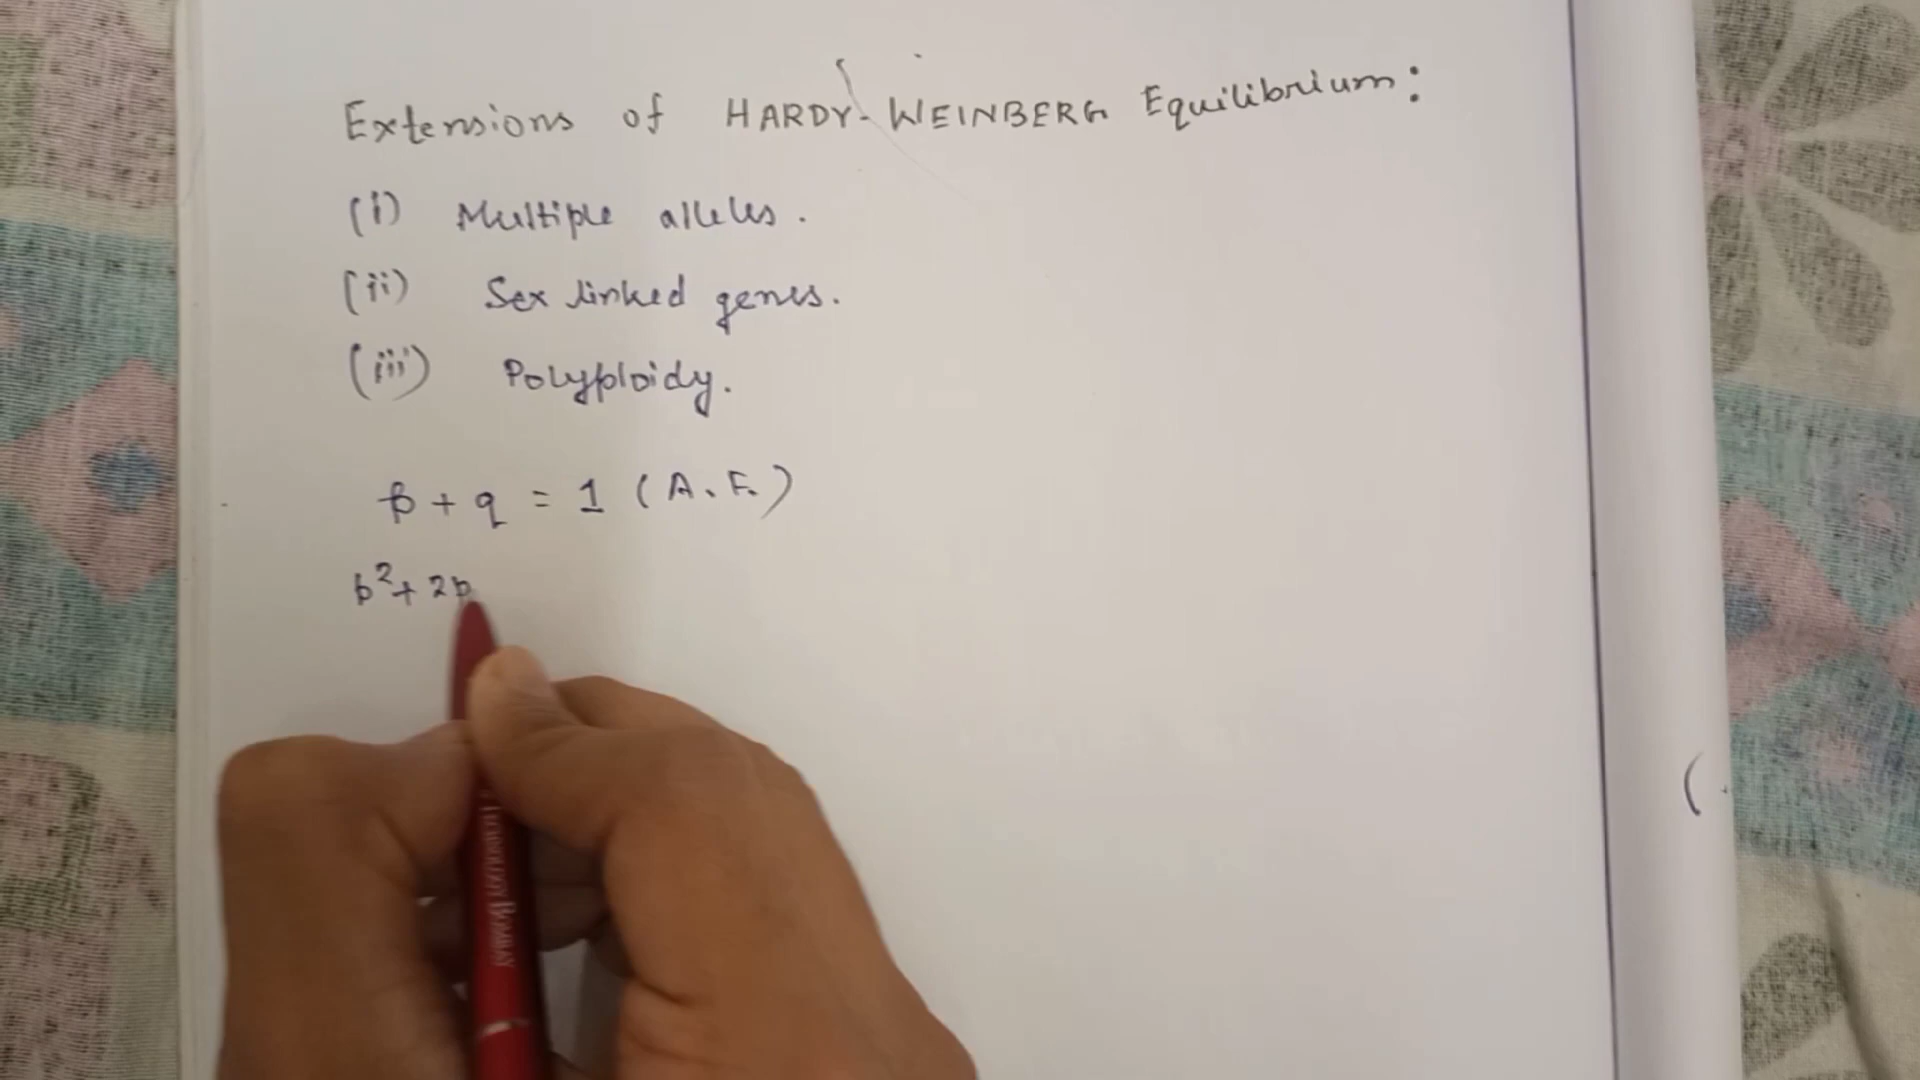 Extensions of HARDY-WEINBERG Equilibrium:
(i) Multiple alleles.
(ii) Sex linked genes.
(iii) Polyploidy.
p + q = 1 (A.F.)
p²+ 2p